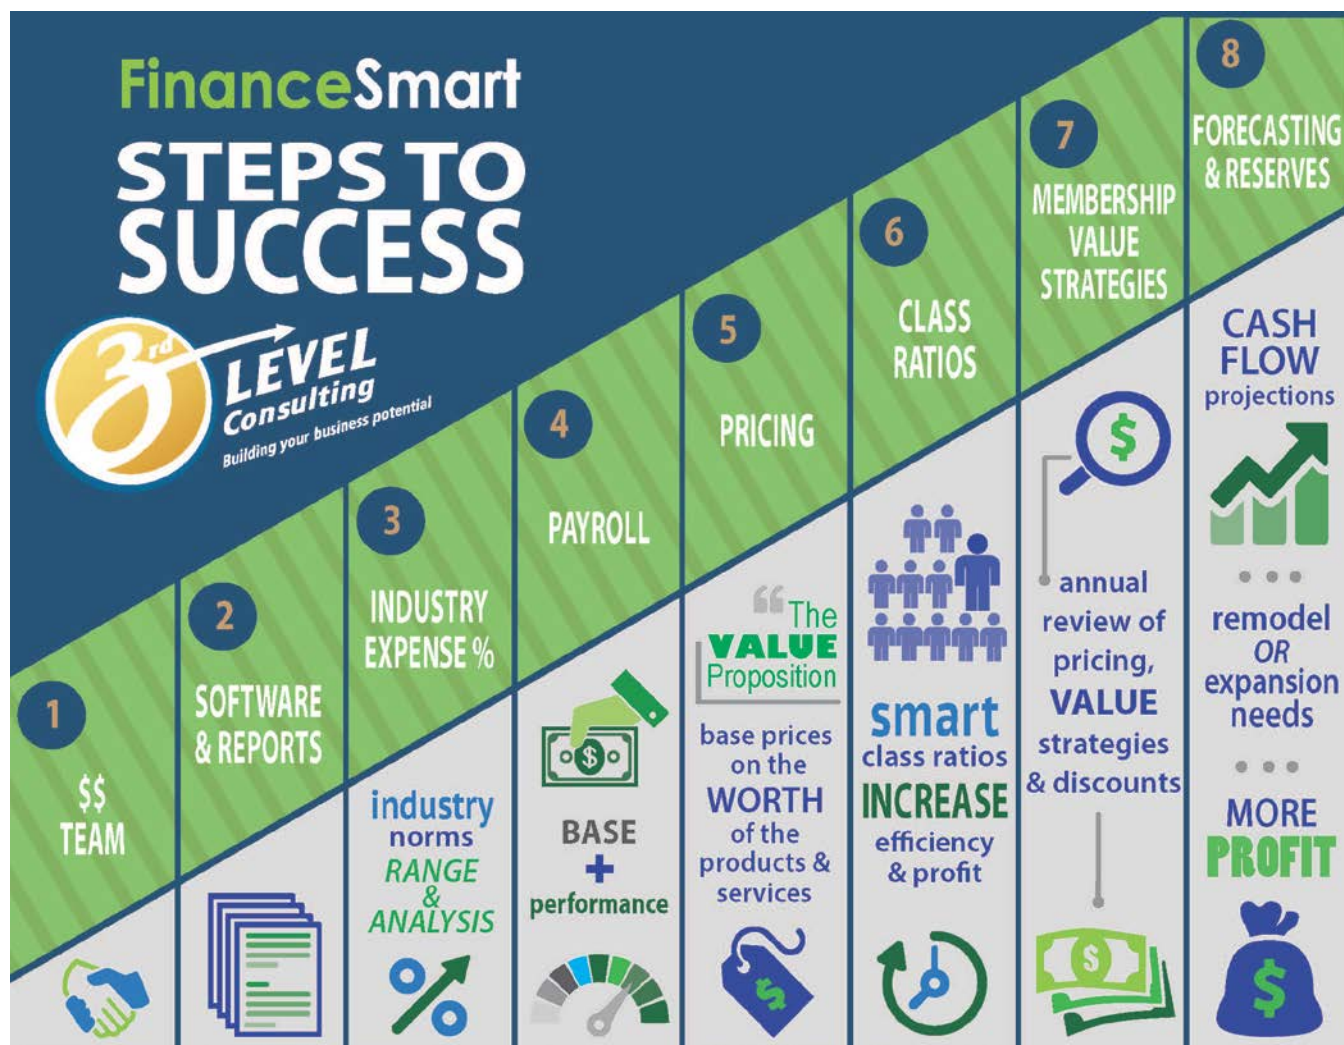 FinanceSmart
STEPS TO
SUCCESS
3rd
LEVEL
Consulting
Building your business potential
1
$$
TEAM
2
SOFTWARE
& REPORTS
3
INDUSTRY
EXPENSE %
industry
norms
RANGE
&
ANALYSIS
%
4
PAYROLL
$
BASE
+
performance
5
PRICING
“The
VALUE
Proposition
base prices
on the
WORTH
of the
products &
services
$
6
CLASS
RATIOS
smart
class ratios
INCREASE
efficiency
& profit
7
MEMBERSHIP
VALUE
STRATEGIES
$
annual
review of
pricing,
VALUE
strategies
& discounts
$
8
FORECASTING
& RESERVES
CASH
FLOW
projections
...
remodel
OR
expansion
needs
...
MORE
PROFIT
$